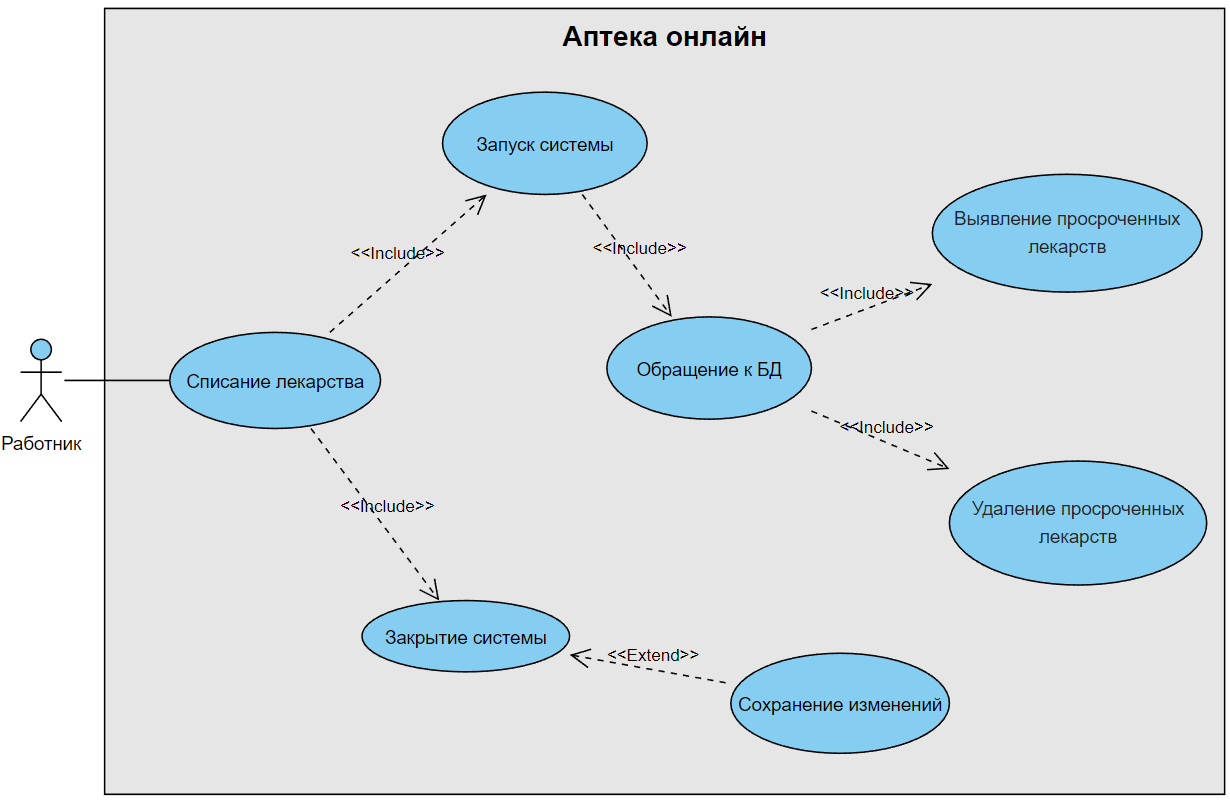 Аптека онлайн
Запуск системы
Выявление просроченных
лекарств
<<Include>>
<<Include>>
<<Include>>
Обращение к БД
Списание лекарства
Работник
<<Include>>
<<Include>>
Удаление просроченных
лекарств
Закрытие системы
<<Extend>>
Сохранение изменений